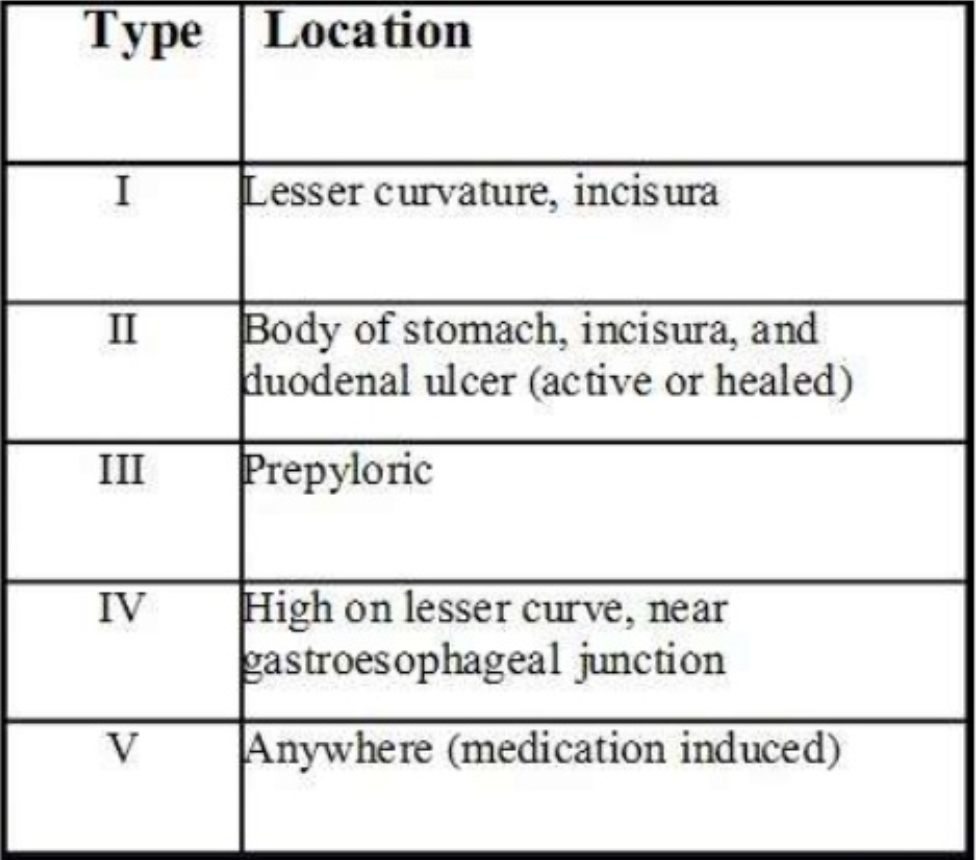 Type Location
I Lesser curvature, incisura
II Body of stomach, incisura, and
duodenal ulcer (active or healed)
III Prepyloric
IV High on lesser curve, near
gastroesophageal junction
V Anywhere (medication induced)